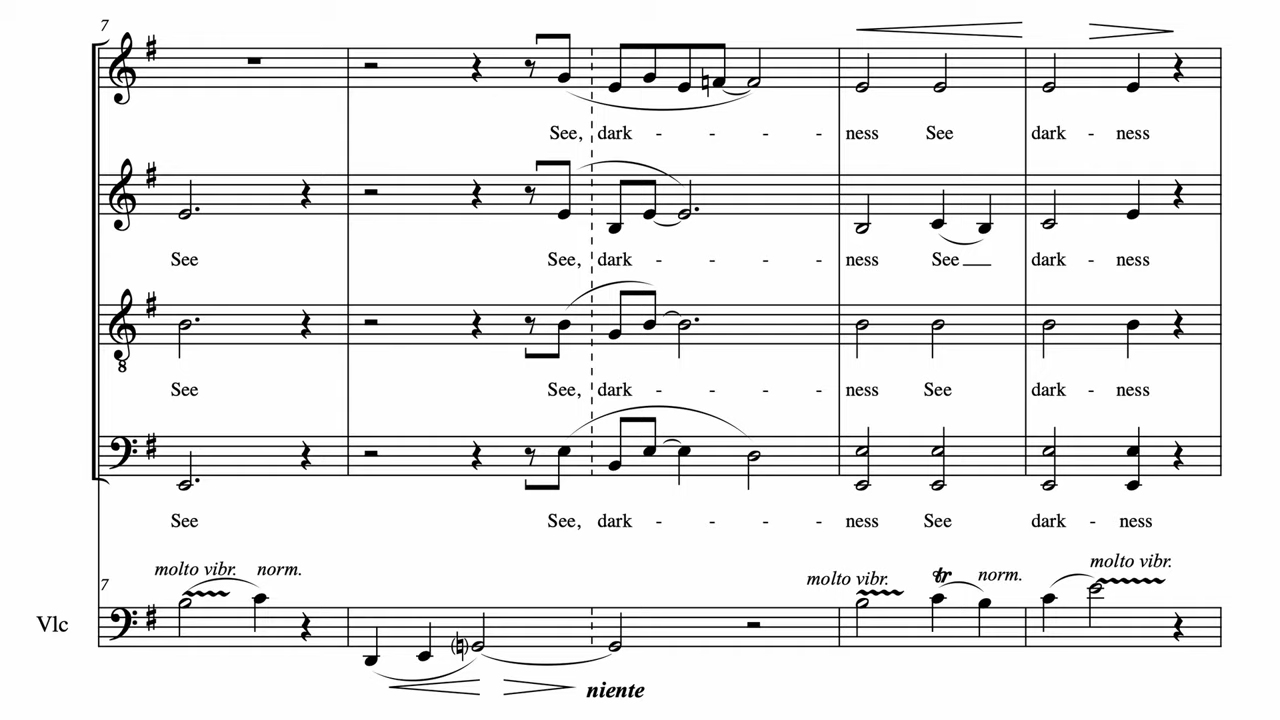 7
See, dark - - - - ness See dark - ness
See See, dark - - - - ness See dark - ness
8
See See, dark - - - - ness See dark - ness
See See, dark - - - - ness See dark - ness
molto vibr. norm. molto vibr. tr norm. molto vibr.
7
Vlc
niente